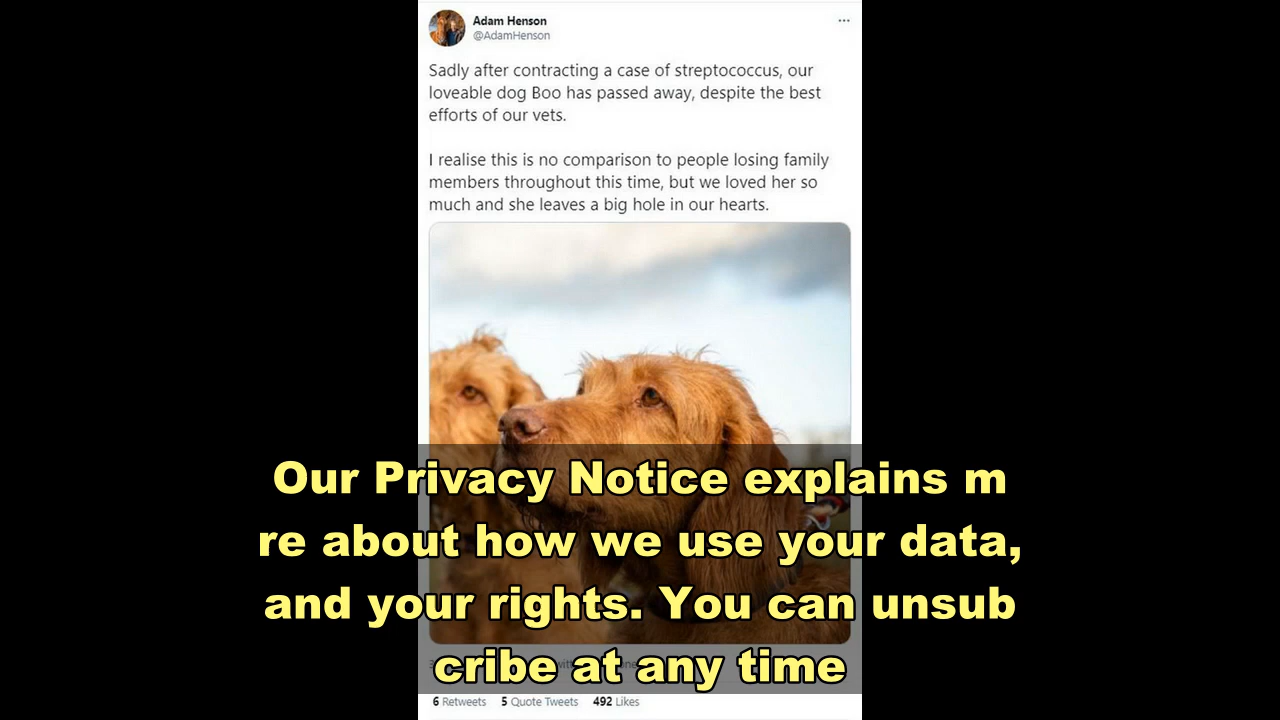 Adam Henson
@AdamHenson
Sadly after contracting a case of streptococcus, our
loveable dog Boo has passed away, despite the best
efforts of our vets.
I realise this is no comparison to people losing family
members throughout this time, but we loved her so
much and she leaves a big hole in our hearts.
Our Privacy Notice explains m
re about how we use your data,
and your rights. You can unsub
cribe at any time
6 Retweets 5 Quote Tweets 492 Likes